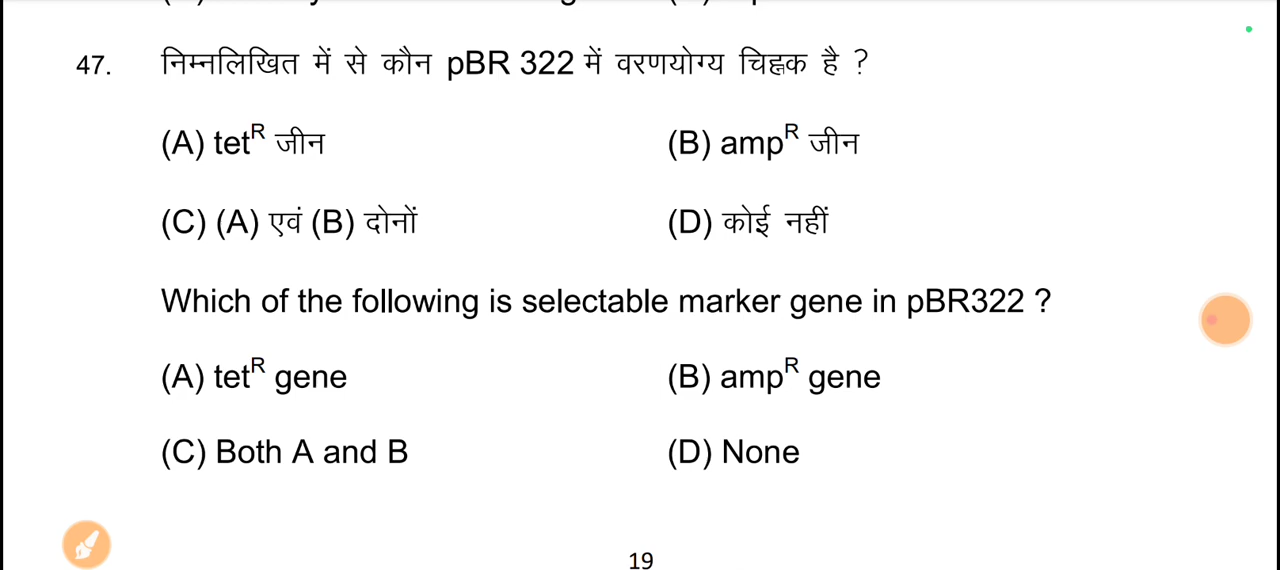 47. निम्नलिखित में से कौन pBR 322 में वरणयोग्य चिह्नक है ?
(A) tet^R जीन (B) amp^R जीन
(C) (A) एवं (B) दोनों (D) कोई नहीं
Which of the following is selectable marker gene in pBR322 ?
(A) tet^R gene (B) amp^R gene
(C) Both A and B (D) None
19